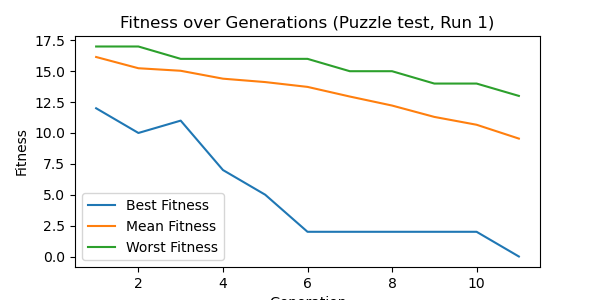 Fitness over Generations (Puzzle test, Run 1)
Fitness
17.5
15.0
12.5
10.0
7.5
5.0
2.5
0.0
Best Fitness
Mean Fitness
Worst Fitness
2
4
6
8
10
Generation